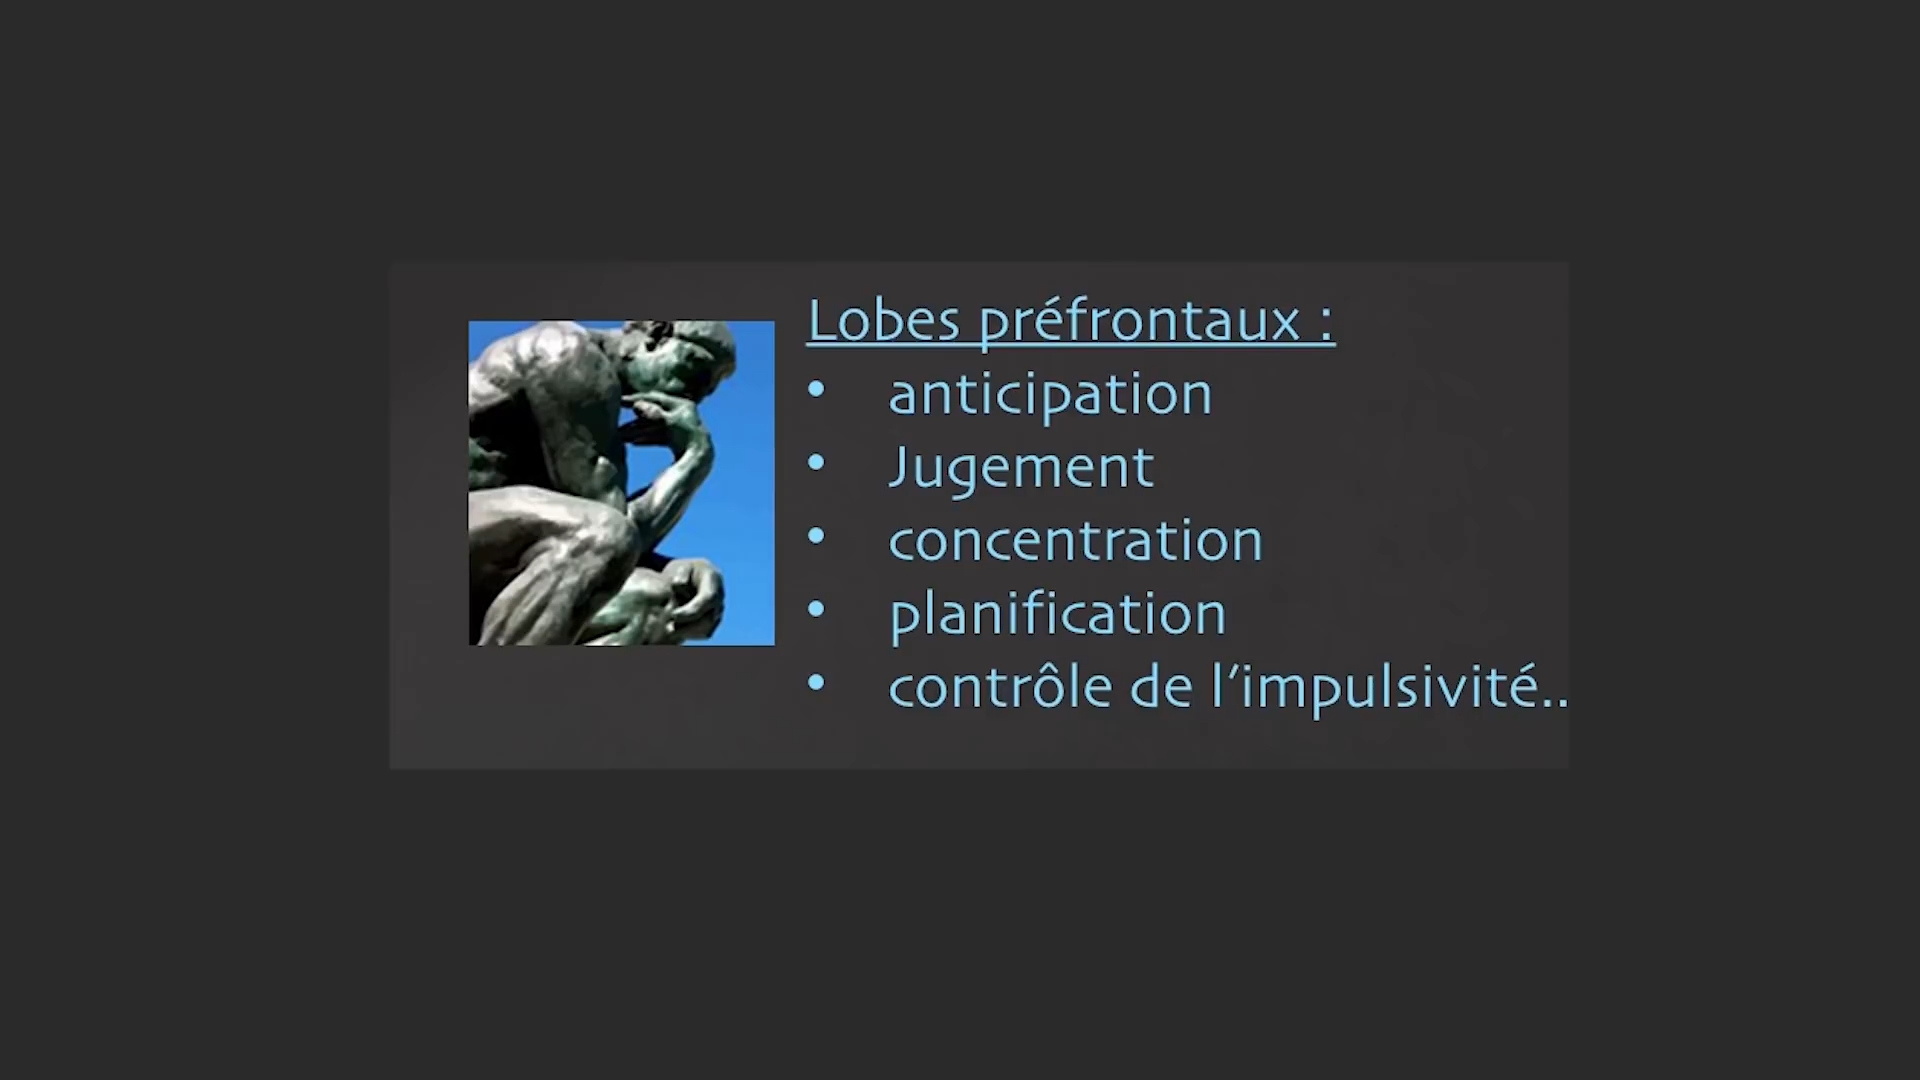 Lobes préfrontaux :
• anticipation
• Jugement
• concentration
• planification
• contrôle de l’impulsivité..